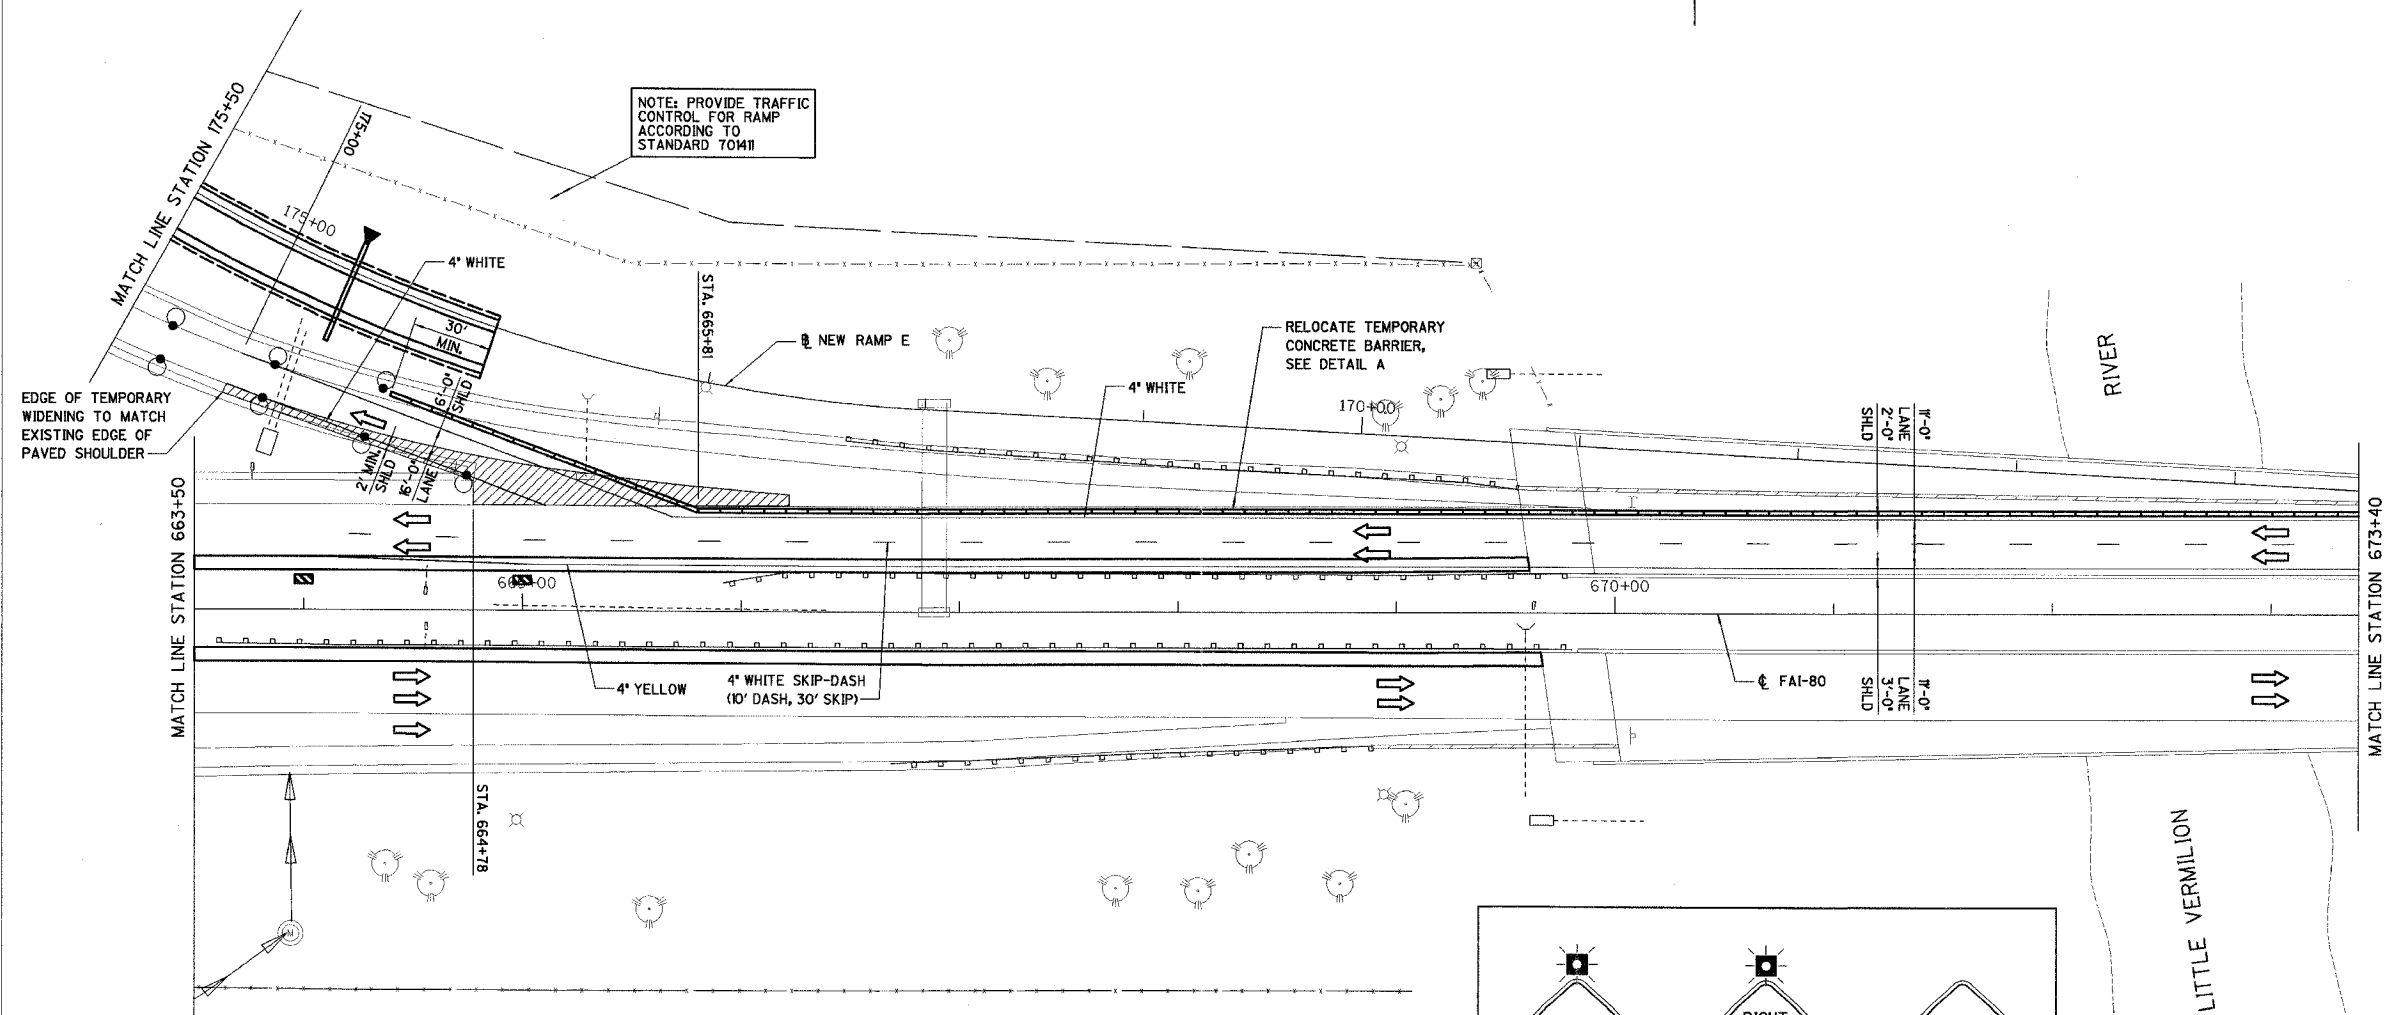 NOTE: PROVIDE TRAFFIC
CONTROL FOR RAMP
ACCORDING TO
STANDARD 701411
MATCH LINE STATION 175+50
175+00
175+00
4" WHITE
30'
MIN.
6'-0"
SHLD
STA. 665+81
℄ NEW RAMP E
RELOCATE TEMPORARY
CONCRETE BARRIER,
SEE DETAIL A
4" WHITE
170+00
RIVER
EDGE OF TEMPORARY
WIDENING TO MATCH
EXISTING EDGE OF
PAVED SHOULDER
2' MIN.
SHLD
16'-0"
LANE
11'-0"
LANE
2'-0"
SHLD
MATCH LINE STATION 663+50
MATCH LINE STATION 673+40
665+00
670+00
4" YELLOW
4" WHITE SKIP-DASH
(10' DASH, 30' SKIP)
℄ FAI-80
11'-0"
LANE
3'-0"
SHLD
STA. 664+78
M
LITTLE VERMILION
RIGHT